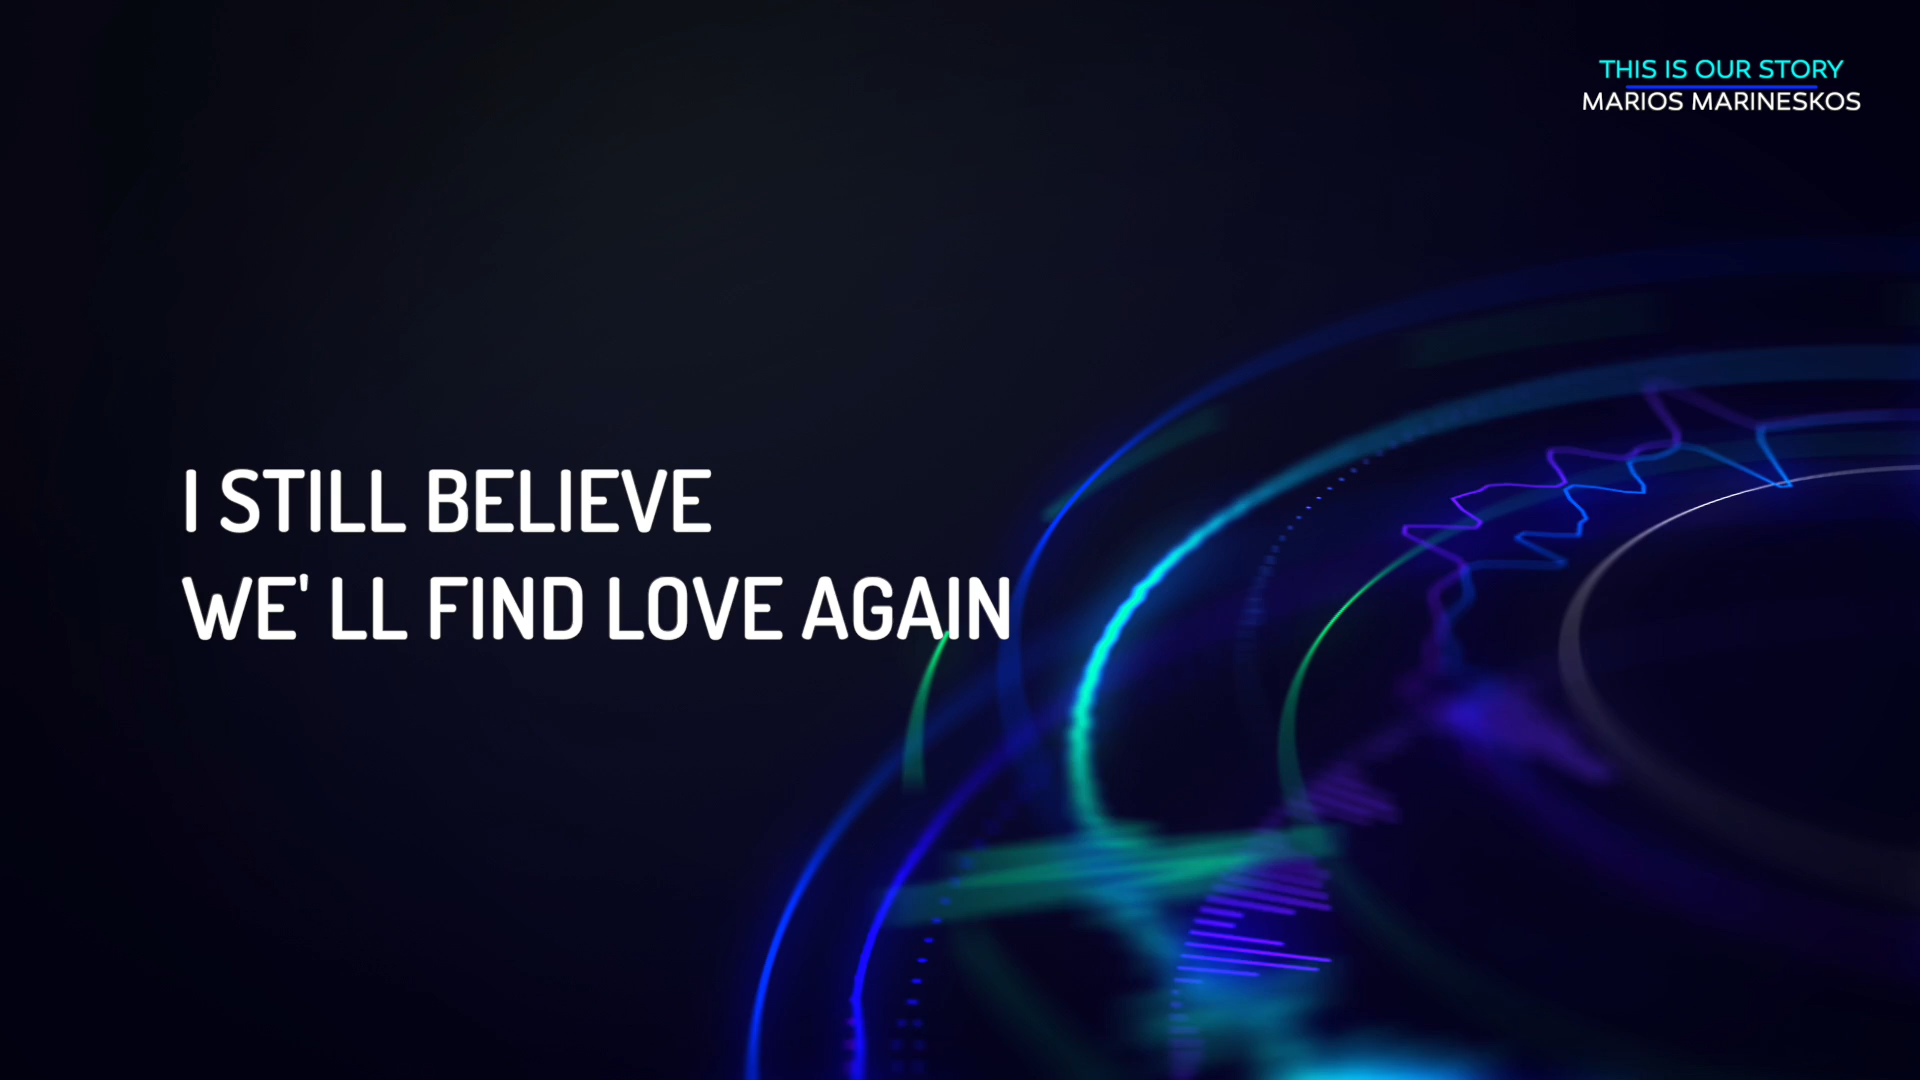 THIS IS OUR STORY
MARIOS MARINESKOS
I STILL BELIEVE
WE' LL FIND LOVE AGAIN